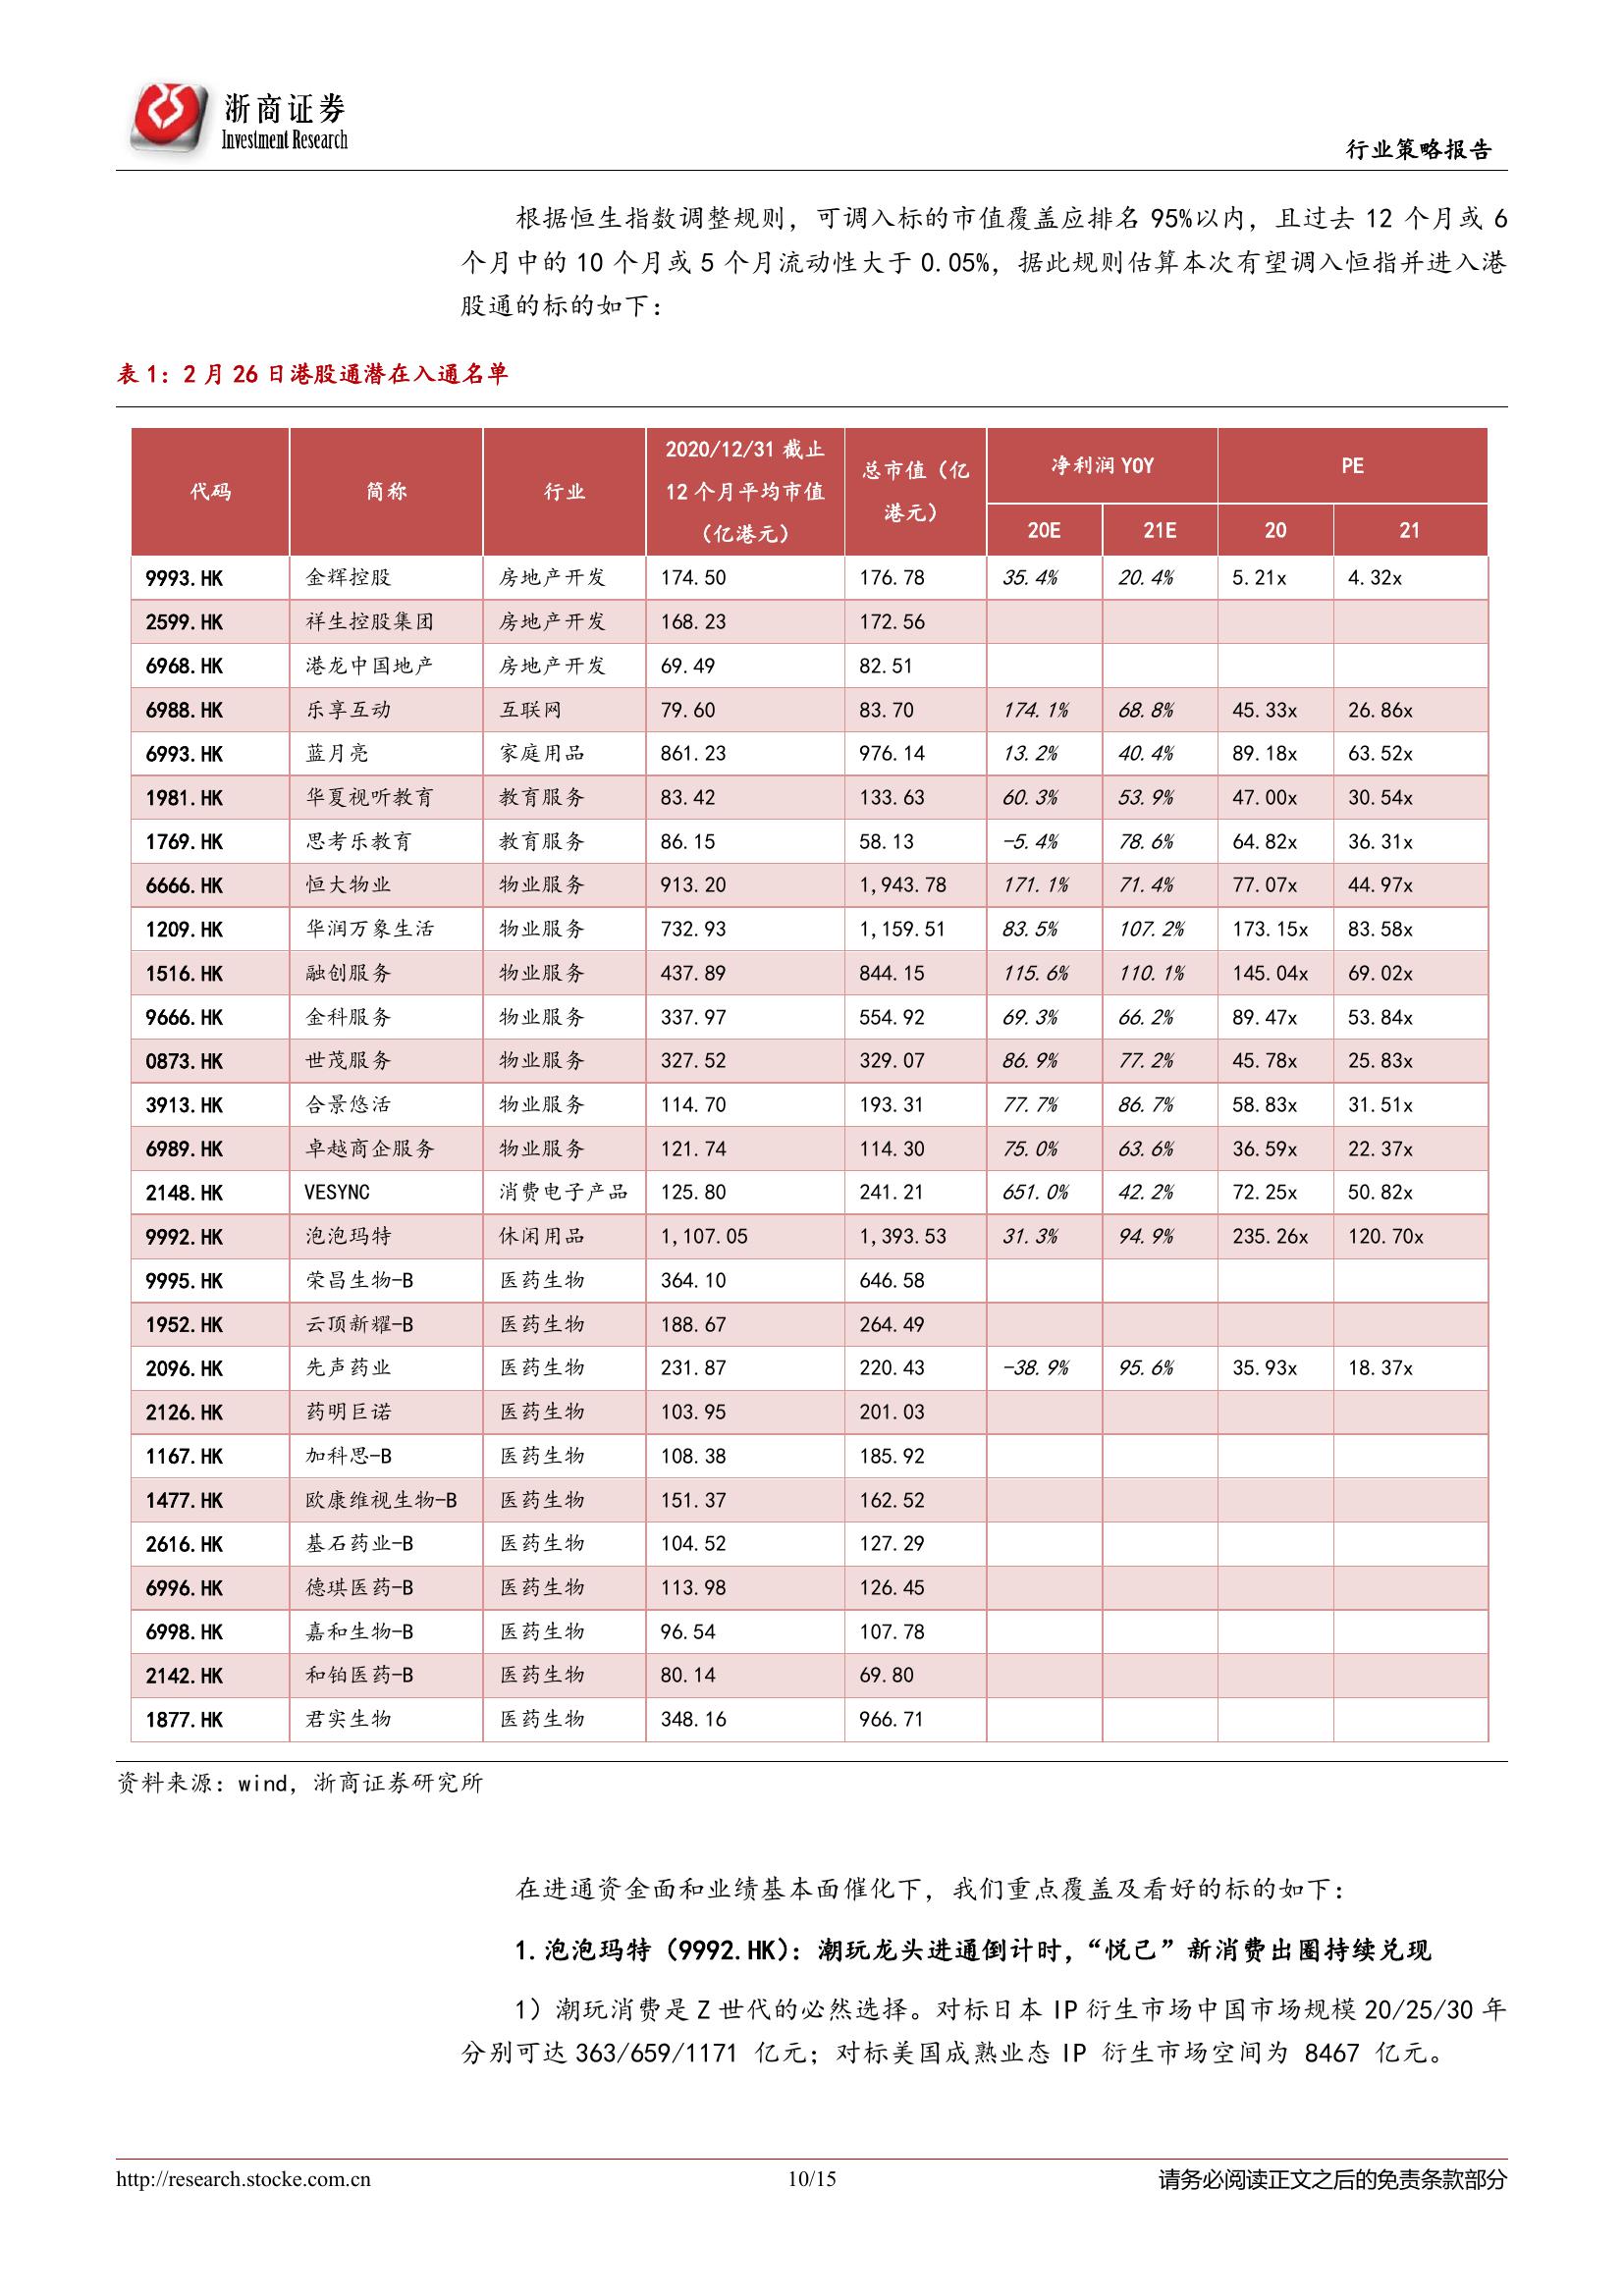 浙商证券
Investment Research
行业策略报告
根据恒生指数调整规则，可调入标的市值覆盖应排名 95%以内，且过去 12 个月或 6
个月中的 10 个月或 5 个月流动性大于 0.05%，据此规则估算本次有望调入恒指并进入港
股通的标的如下：
表 1：2 月 26 日港股通潜在入通名单
代码 简称 行业 2020/12/31 截止 12 个月平均市值（亿港元） 总市值（亿港元） 净利润 YOY PE
20E 21E 20 21
9993.HK 金辉控股 房地产开发 174.50 176.78 35.4% 20.4% 5.21x 4.32x
2599.HK 祥生控股集团 房地产开发 168.23 172.56
6968.HK 港龙中国地产 房地产开发 69.49 82.51
6988.HK 乐享互动 互联网 79.60 83.70 174.1% 68.8% 45.33x 26.86x
6993.HK 蓝月亮 家庭用品 861.23 976.14 13.2% 40.4% 89.18x 63.52x
1981.HK 华夏视听教育 教育服务 83.42 133.63 60.3% 53.9% 47.00x 30.54x
1769.HK 思考乐教育 教育服务 86.15 58.13 -5.4% 78.6% 64.82x 36.31x
6666.HK 恒大物业 物业服务 913.20 1,943.78 171.1% 71.4% 77.07x 44.97x
1209.HK 华润万象生活 物业服务 732.93 1,159.51 83.5% 107.2% 173.15x 83.58x
1516.HK 融创服务 物业服务 437.89 844.15 115.6% 110.1% 145.04x 69.02x
9666.HK 金科服务 物业服务 337.97 554.92 69.3% 66.2% 89.47x 53.84x
0873.HK 世茂服务 物业服务 327.52 329.07 86.9% 77.2% 45.78x 25.83x
3913.HK 合景悠活 物业服务 114.70 193.31 77.7% 86.7% 58.83x 31.51x
6989.HK 卓越商企服务 物业服务 121.74 114.30 75.0% 63.6% 36.59x 22.37x
2148.HK VESYNC 消费电子产品 125.80 241.21 651.0% 42.2% 72.25x 50.82x
9992.HK 泡泡玛特 休闲用品 1,107.05 1,393.53 31.3% 94.9% 235.26x 120.70x
9995.HK 荣昌生物-B 医药生物 364.10 646.58
1952.HK 云顶新耀-B 医药生物 188.67 264.49
2096.HK 先声药业 医药生物 231.87 220.43 -38.9% 95.6% 35.93x 18.37x
2126.HK 药明巨诺 医药生物 103.95 201.03
1167.HK 加科思-B 医药生物 108.38 185.92
1477.HK 欧康维视生物-B 医药生物 151.37 162.52
2616.HK 基石药业-B 医药生物 104.52 127.29
6996.HK 德琪医药-B 医药生物 113.98 126.45
6998.HK 嘉和生物-B 医药生物 96.54 107.78
2142.HK 和铂医药-B 医药生物 80.14 69.80
1877.HK 君实生物 医药生物 348.16 966.71
资料来源：wind，浙商证券研究所
在进通资金面和业绩基本面催化下，我们重点覆盖及看好的标的如下：
1.泡泡玛特（9992.HK）：潮玩龙头进通倒计时，“悦己”新消费出圈持续兑现
1）潮玩消费是 Z 世代的必然选择。对标日本 IP 衍生市场中国市场规模 20/25/30 年
分别可达 363/659/1171 亿元；对标美国成熟业态 IP 衍生市场空间为 8467 亿元。
http://research.stocke.com.cn 10/15 请务必阅读正文之后的免责条款部分